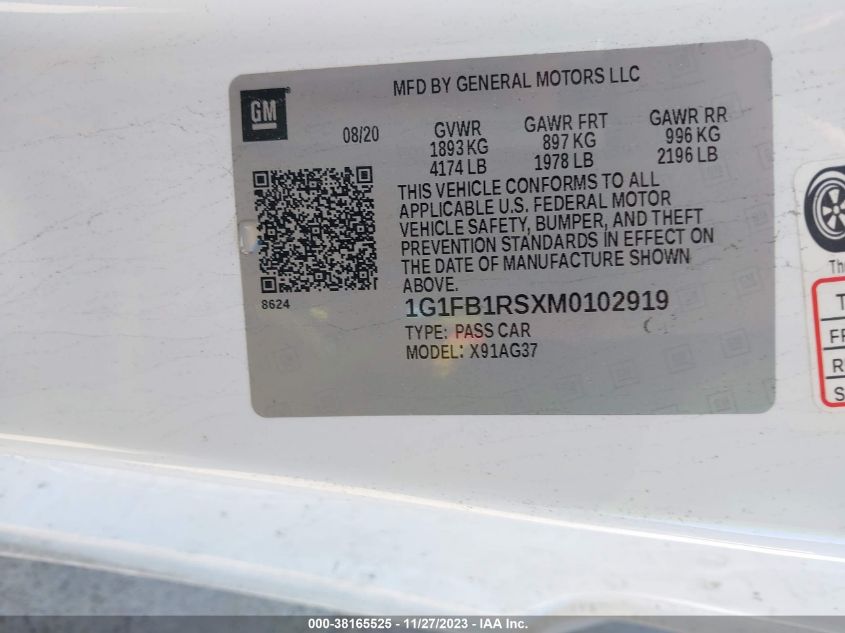 MFD BY GENERAL MOTORS LLC
GM
08/20
GVWR GAWR FRT GAWR RR
1893 KG 897 KG 996 KG
4174 LB 1978 LB 2196 LB
THIS VEHICLE CONFORMS TO ALL
APPLICABLE U.S. FEDERAL MOTOR
VEHICLE SAFETY, BUMPER, AND THEFT
PREVENTION STANDARDS IN EFFECT ON
THE DATE OF MANUFACTURE SHOWN
ABOVE.
8624
1G1FB1RSXM0102919
TYPE: PASS CAR
MODEL: X91AG37
000-38165525 - 11/27/2023 - IAA Inc.